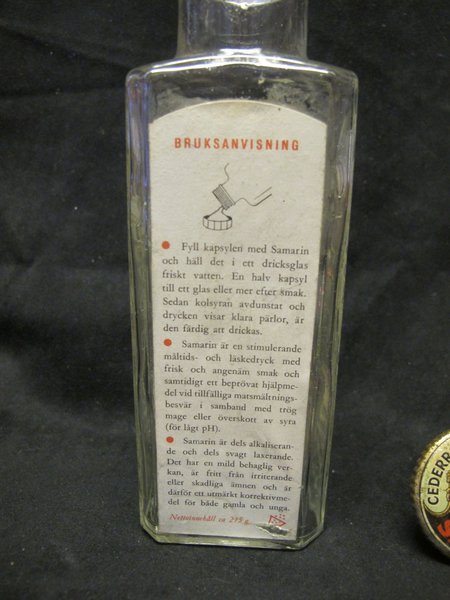 BRUKSANVISNING
Fyll kapsylen med Samarin
och häll det i ett dricksglas
friskt vatten. En halv kapsyl
till ett glas eller mer efter smak.
Sedan kolsyran avdunstat och
drycken visar klara pärlor, är
den färdig att drickas.
Samarin är en stimulerande
måltids- och läskedryck med
frisk och angenäm smak och
samtidigt ett beprövat hjälpme-
del vid tillfälliga matsmältnings-
besvär i samband med trög
mage eller överskott av syra
(för lågt pH).
Samarin är dels alkaliseran-
de och dels svagt laxerande.
Det har en mild behaglig ver-
kan, är fritt från irriterande
eller skadliga ämnen och är
därför ett utmärkt korrektivme-
del för både gamla och unga.
Nettoinnehåll ca 215 g.
CEDERR